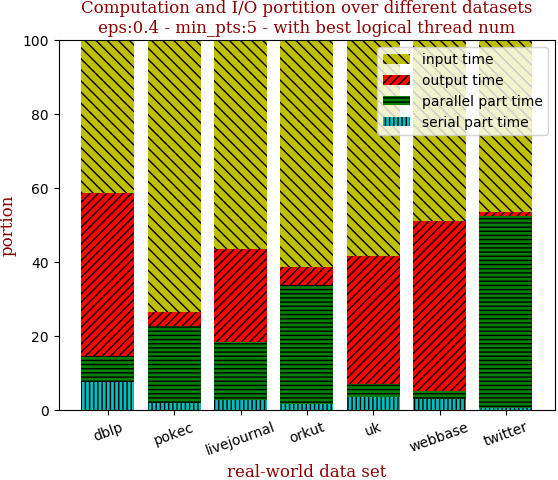 Computation and I/O portition over different datasets
eps:0.4 - min_pts:5 - with best logical thread num
input time
output time
parallel part time
serial part time
portion
100
80
60
40
20
0
dblp
pokec
livejournal
orkut
uk
webbase
twitter
real-world data set